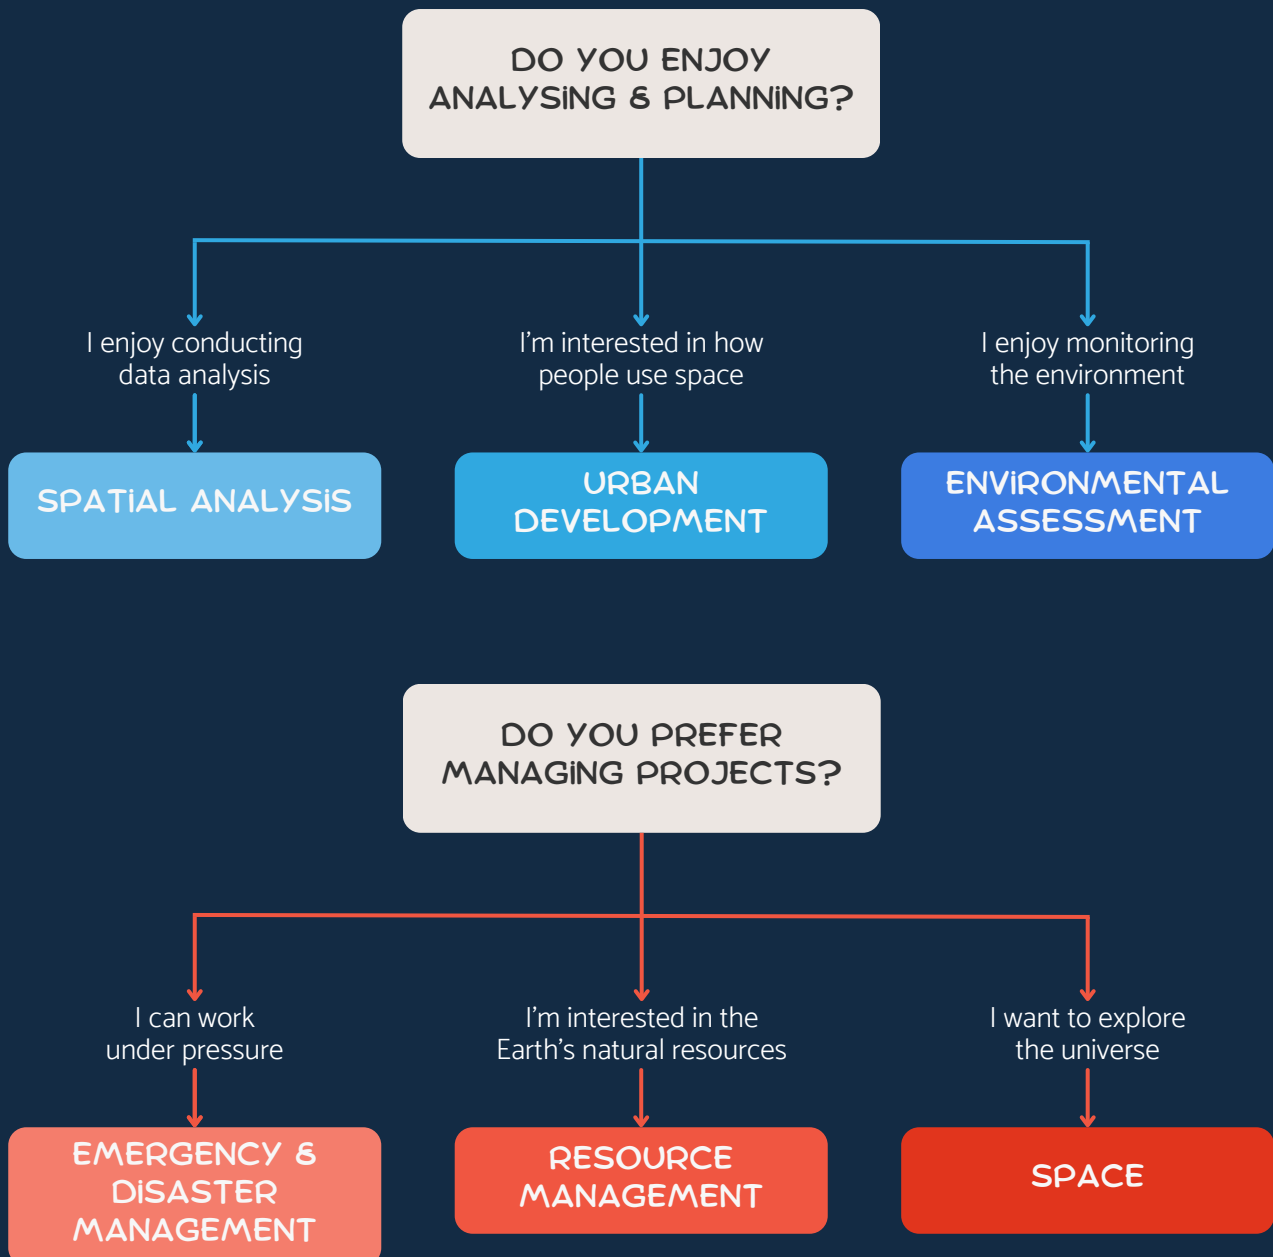 DO YOU ENJOY
ANALYSING & PLANNING?
I enjoy conducting
data analysis
I'm interested in how
people use space
I enjoy monitoring
the environment
SPATIAL ANALYSIS
URBAN
DEVELOPMENT
ENVIRONMENTAL
ASSESSMENT
DO YOU PREFER
MANAGING PROJECTS?
I can work
under pressure
I'm interested in the
Earth's natural resources
I want to explore
the universe
EMERGENCY &
DISASTER
MANAGEMENT
RESOURCE
MANAGEMENT
SPACE